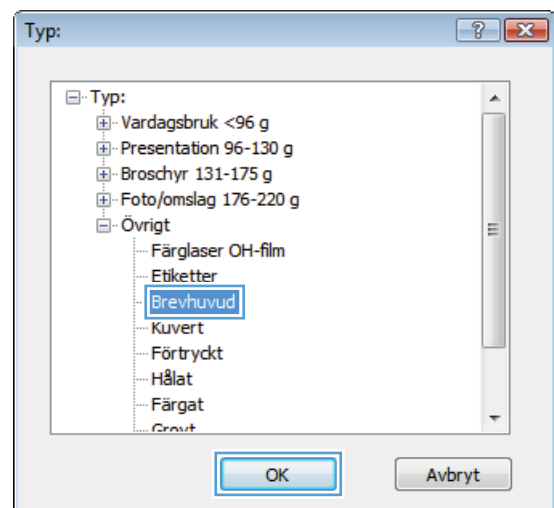 Typ:
Typ:
Vardagsbruk <96 g
Presentation 96-130 g
Broschyr 131-175 g
Foto/omslag 176-220 g
Övrigt
Färglaser OH-film
Etiketter
Brevhuvud
Kuvert
Förtryckt
Hålat
Färgat
Grovt
OK
Avbryt